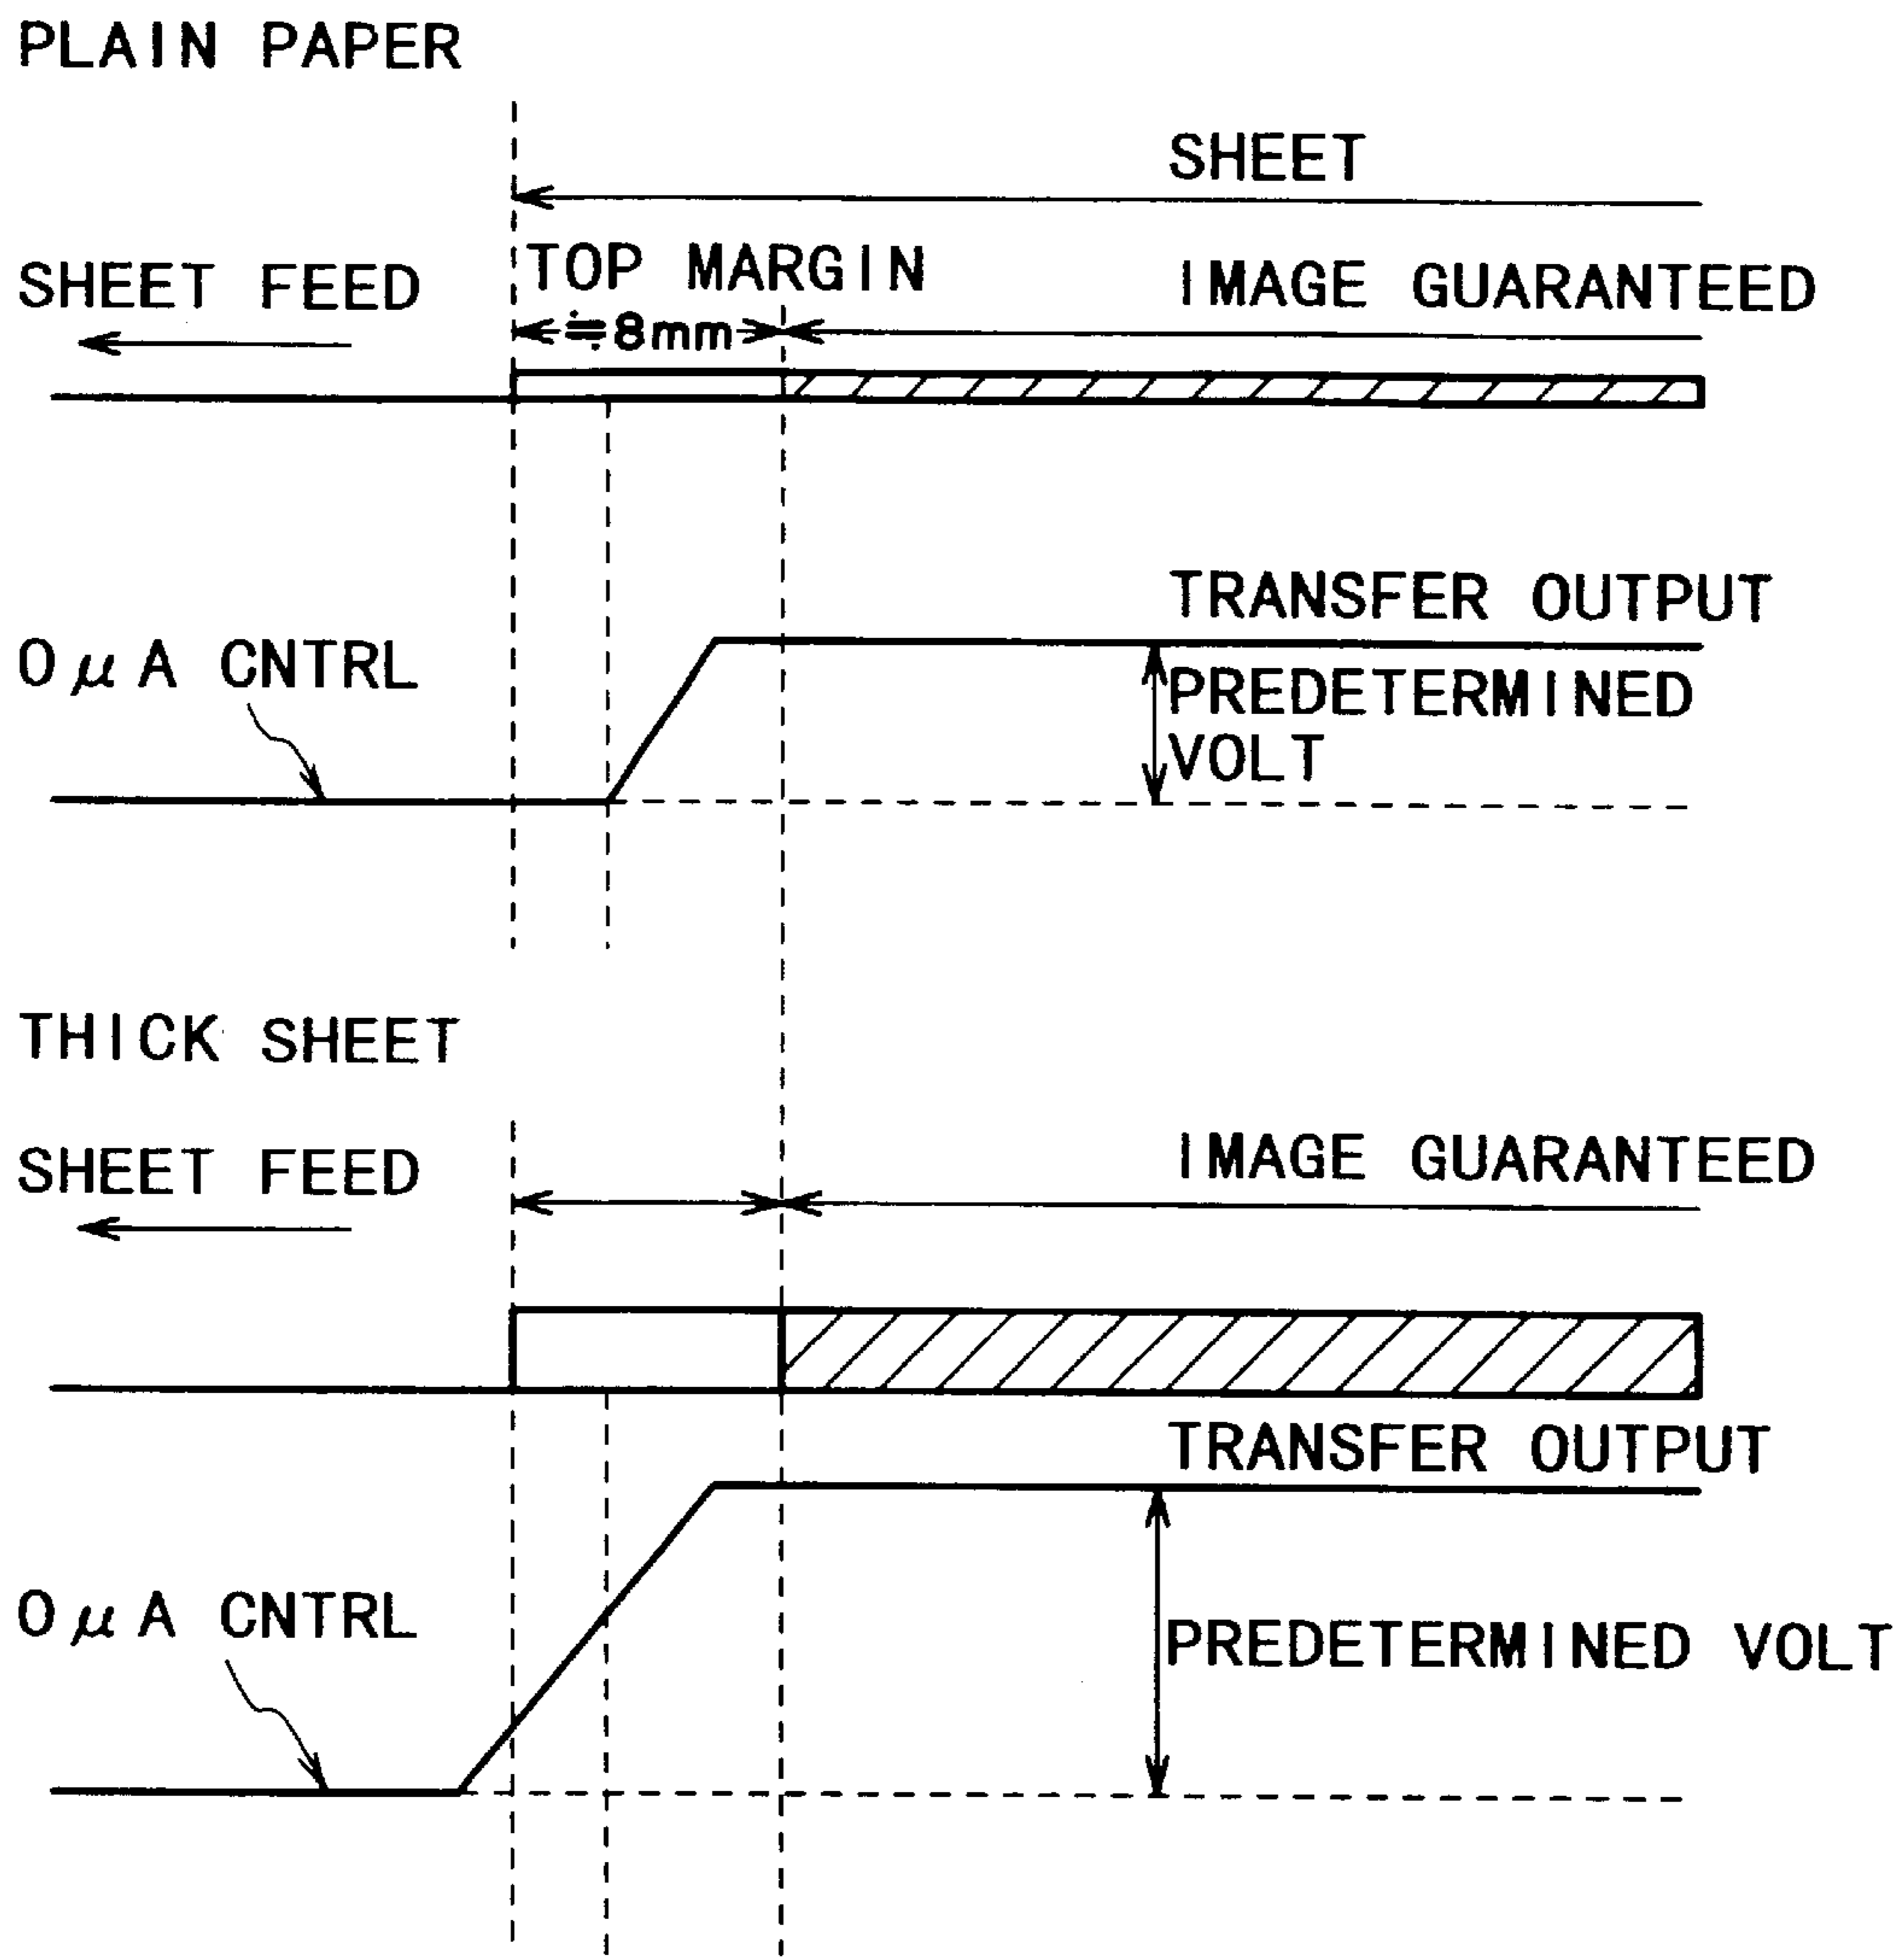 PLAIN PAPER
SHEET
SHEET FEED
TOP MARGIN
IMAGE GUARANTEED
≒8mm
TRANSFER OUTPUT
0μA CNTRL
PREDETERMINED
VOLT
THICK SHEET
SHEET FEED
IMAGE GUARANTEED
TRANSFER OUTPUT
0μA CNTRL
PREDETERMINED VOLT